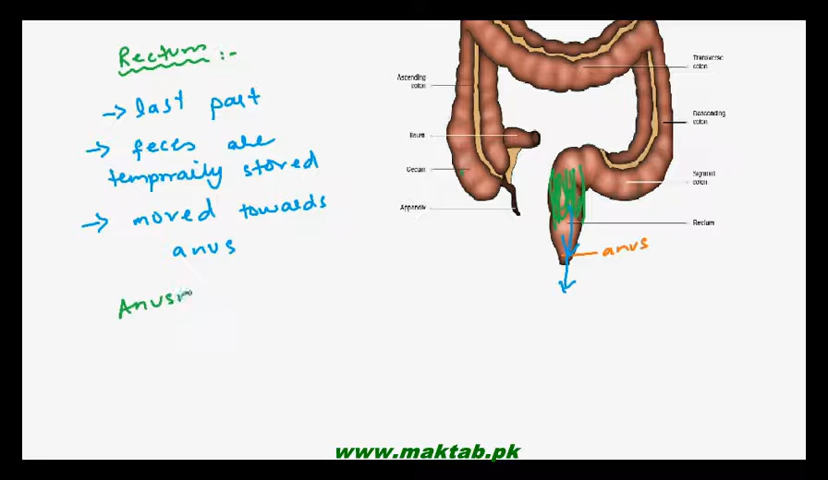 Rectum :-
→ last part
→ feces are
temporaily stored
→ moved towards
anus
Anus
Ascending
colon
Ileum
Cecum
Appendix
Transverse
colon
Descending
colon
Sigmoid
colon
Rectum
anus
www.maktab.pk